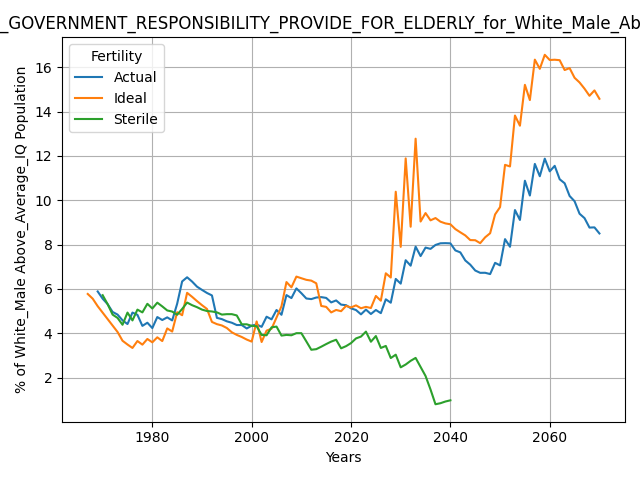 _GOVERNMENT_RESPONSIBILITY_PROVIDE_FOR_ELDERLY_for_White_Male_Ab
Fertility
Actual
Ideal
Sterile
% of White_Male Above_Average_IQ Population
16
14
12
10
8
6
4
2
1980 2000 2020 2040 2060
Years